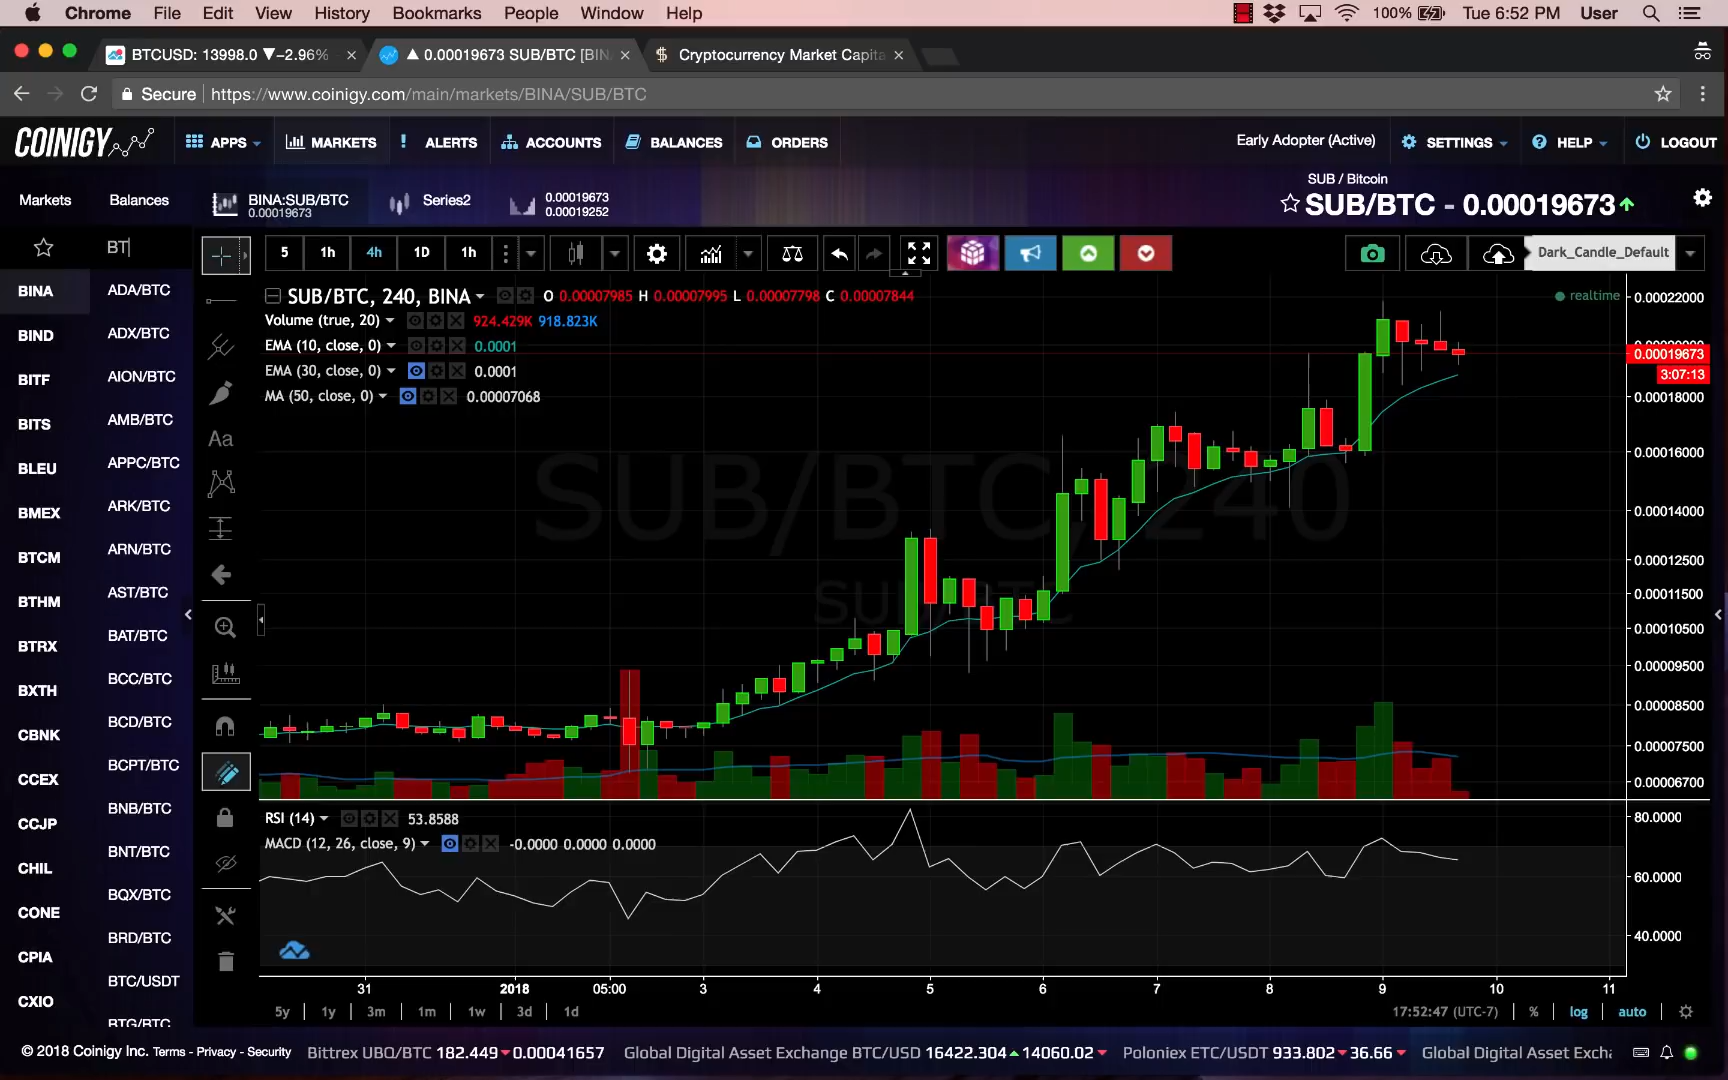 Chrome File Edit View History Bookmarks People Window Help 100% Tue 6:52 PM User
BTCUSD: 13998.0 ▼−2.96% × ▲ 0.00019673 SUB/BTC [BIN × $ Cryptocurrency Market Capita ×
Secure https://www.coinigy.com/main/markets/BINA/SUB/BTC
COINIGY APPS MARKETS ! ALERTS ACCOUNTS BALANCES ORDERS Early Adopter (Active) SETTINGS HELP LOGOUT
SUB / Bitcoin
Markets Balances BINA:SUB/BTC Series2 0.00019673 SUB/BTC - 0.00019673
0.00019673 0.00019252
BT 5 1h 4h 1D 1h Dark_Candle_Default
BINA
BIND
BITF
BITS
BLEU
BMEX
BTCM
BTHM
BTRX
BXTH
CBNK
CCEX
CCJP
CHIL
CONE
CPIA
CXIO
ADA/BTC
ADX/BTC
AION/BTC
AMB/BTC
APPC/BTC
ARK/BTC
ARN/BTC
AST/BTC
BAT/BTC
BCC/BTC
BCD/BTC
BCPT/BTC
BNB/BTC
BNT/BTC
BQX/BTC
BRD/BTC
BTC/USDT
BTG/BTC
Aa
SUB/BTC, 240, BINA O 0.00007985 H 0.00007995 L 0.00007798 C 0.00007844 realtime
Volume (true, 20) 924.429K 918.823K
EMA (10, close, 0) 0.0001
EMA (30, close, 0) 0.0001
MA (50, close, 0) 0.00007068
SUB/BTC, 240
SUB/BTC
0.00022000
0.00019673
3:07:13
0.00018000
0.00016000
0.00014000
0.00012500
0.00011500
0.00010500
0.00009500
0.00008500
0.00007500
0.00006700
RSI (14) 53.8588
MACD (12, 26, close, 9) -0.0000 0.0000 0.0000
80.0000
60.0000
40.0000
31 2018 05:00 3 4 5 6 7 8 9 10 11
5y 1y 3m 1m 1w 3d 1d 17:52:47 (UTC-7) % log auto
© 2018 Coinigy Inc. Terms - Privacy - Security Bittrex UBQ/BTC 182.449 0.00041657 Global Digital Asset Exchange BTC/USD 16422.304 14060.02 Poloniex ETC/USDT 933.802 36.66 Global Digital Asset Excha